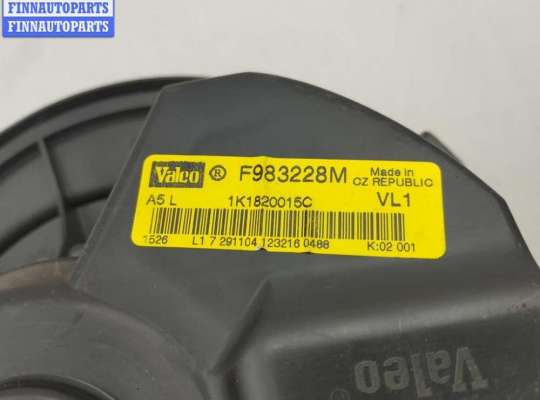 FINNAUTOPARTS
FINNAUTOPARTS
Valeo ® F983228M Made in
CZ REPUBLIC
A5 L 1K1820015C VL1
1526 L1 7 291104 123216 0488 K:02 001
Valeo ®